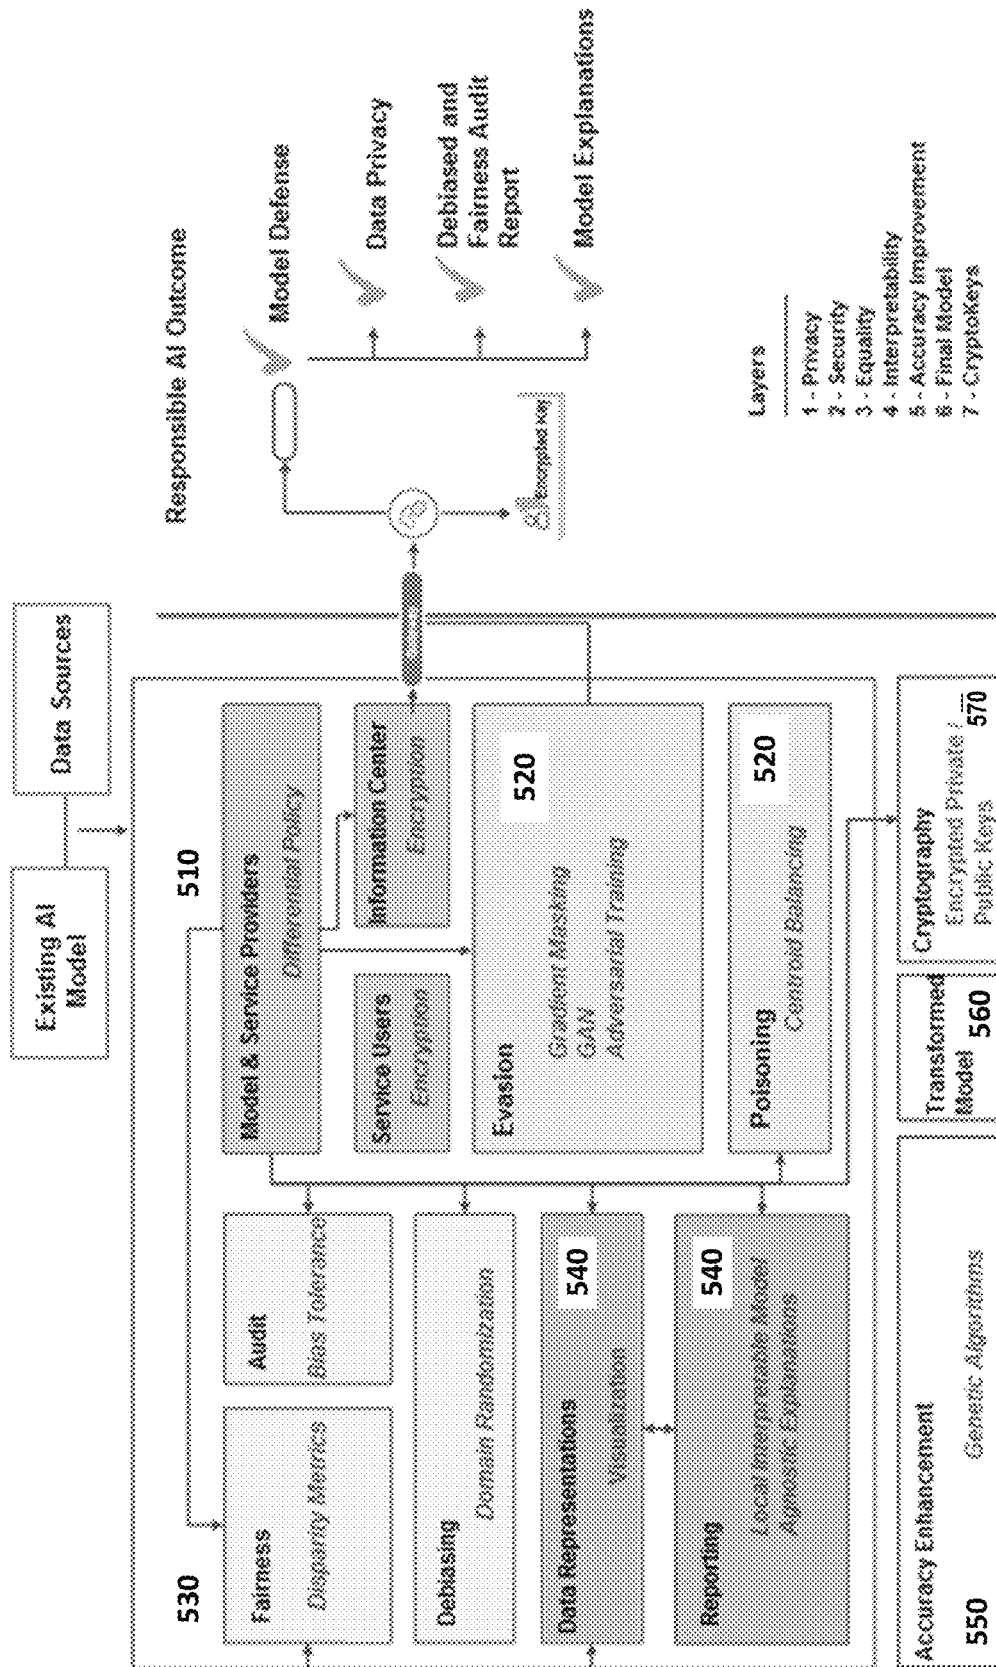 Existing AI
Model
Data Sources
530
510
Fairness
Disparity Metrics
Audit
Bias Tolerance
Model & Service Providers
Differential Policy
Service Users
Encryption
Information Center
Encryption
Debiasing
Domain Randomization
Evasion
520
Gradient Masking
GAN
Adversarial Training
Data Representations
540
Visualization
Reporting
540
Local Interpretable Model
Agnostic Explanations
Poisoning
520
Centroid Balancing
Accuracy Enhancement
550
Genetic Algorithms
Transformed
Model
560
Cryptography
Encrypted Private /
Public Keys
570
Responsible AI Outcome
Model Defense
Data Privacy
Debiased and
Fairness Audit
Report
Model Explanations
Encrypted Key
Layers
1 - Privacy
2 - Security
3 - Equality
4 - Interpretability
5 - Accuracy Improvement
6 - Final Model
7 - CryptoKeys